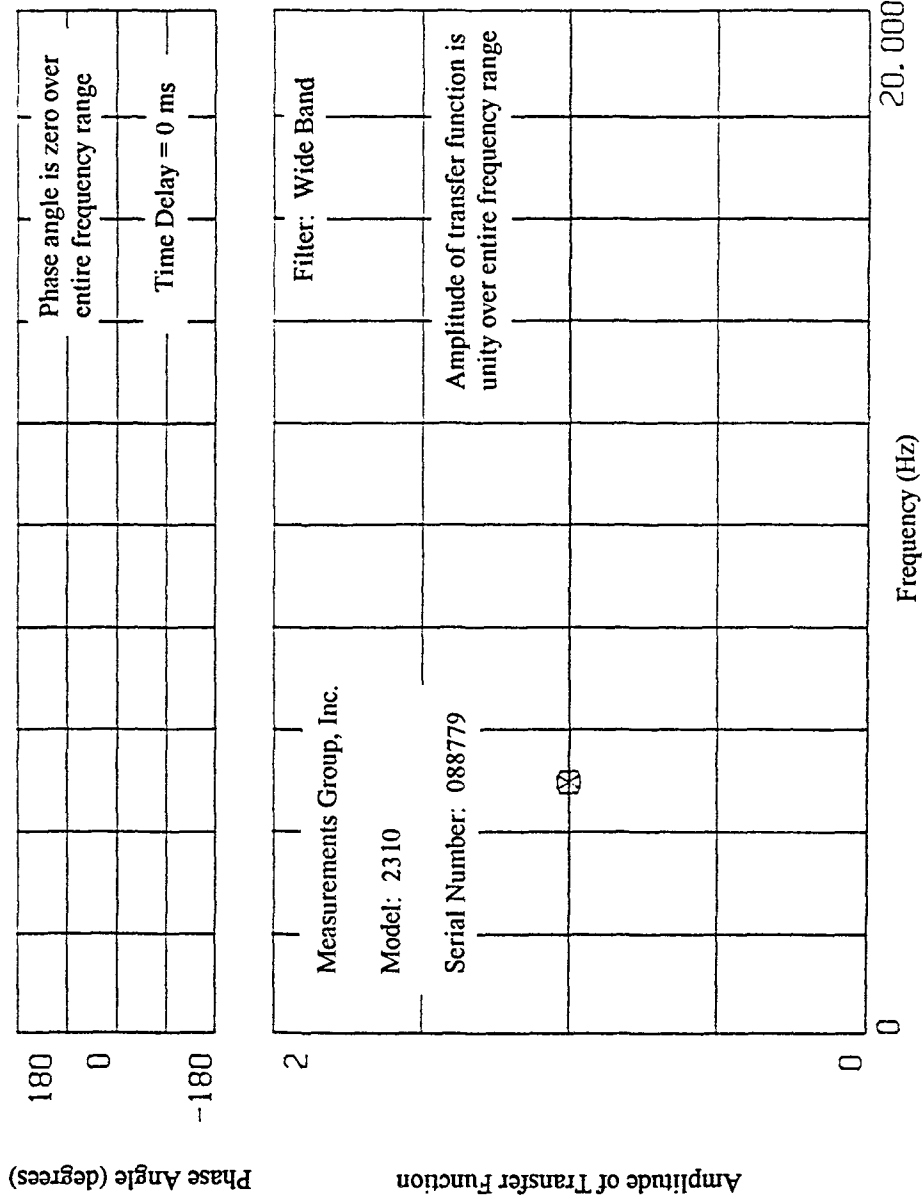 Phase Angle (degrees)
180
0
-180
Phase angle is zero over
entire frequency range
Time Delay = 0 ms
Amplitude of Transfer Function
2
0
Measurements Group, Inc.
Model: 2310
Serial Number: 088779
Filter: Wide Band
Amplitude of transfer function is
unity over entire frequency range
0
20.000
Frequency (Hz)